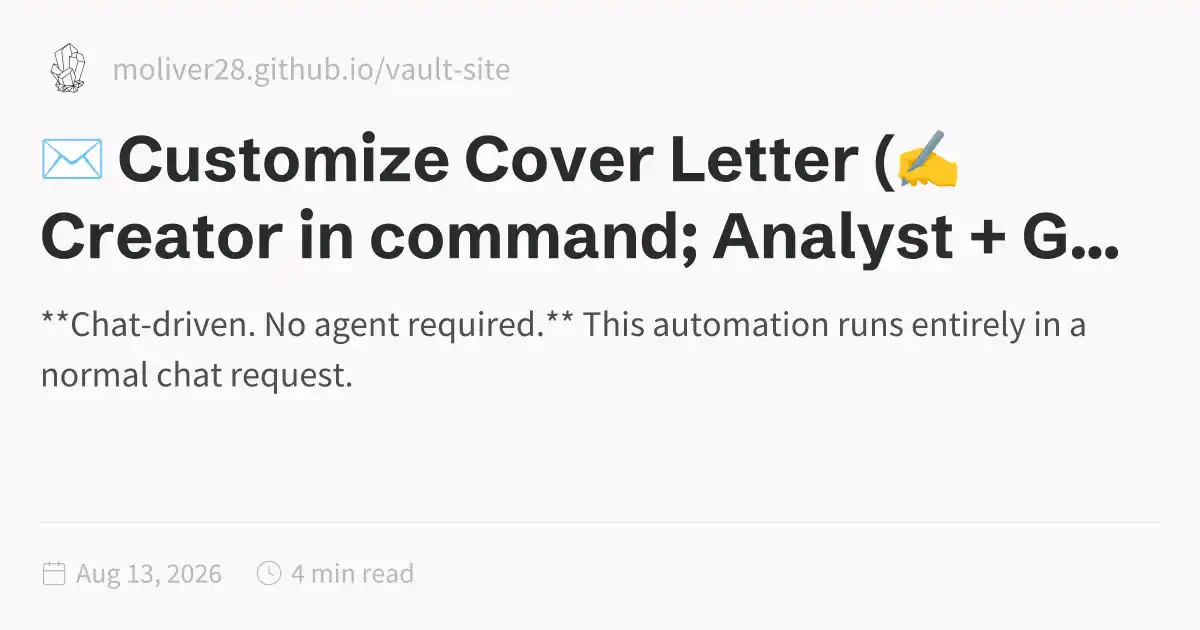 moliver28.github.io/vault-site
✉️ Customize Cover Letter (✍️
Creator in command; Analyst + G...
**Chat-driven. No agent required.** This automation runs entirely in a
normal chat request.
Aug 13, 2026 4 min read